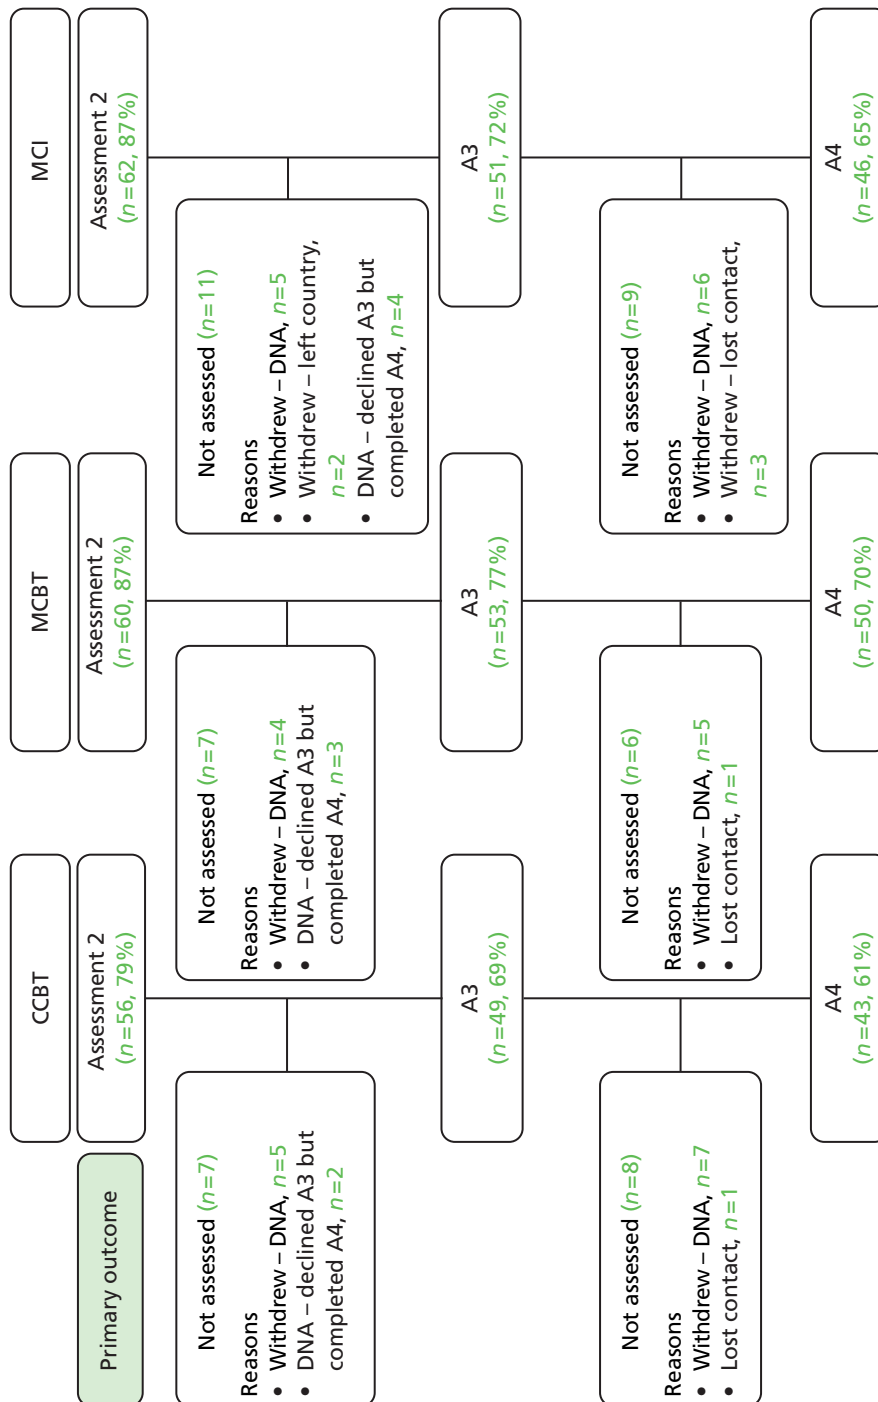 Primary outcome
CCBT
Assessment 2
(n=56, 79%)
Not assessed (n=7)
Reasons
• Withdrew – DNA, n=5
• DNA – declined A3 but
completed A4, n=2
A3
(n=49, 69%)
Not assessed (n=8)
Reasons
• Withdrew – DNA, n=7
• Lost contact, n=1
A4
(n=43, 61%)
MCBT
Assessment 2
(n=60, 87%)
Not assessed (n=7)
Reasons
• Withdrew – DNA, n=4
• DNA – declined A3 but
completed A4, n=3
A3
(n=53, 77%)
Not assessed (n=6)
Reasons
• Withdrew – DNA, n=5
• Lost contact, n=1
A4
(n=50, 70%)
MCI
Assessment 2
(n=62, 87%)
Not assessed (n=11)
Reasons
• Withdrew – DNA, n=5
• Withdrew – left country,
n=2
• DNA – declined A3 but
completed A4, n=4
A3
(n=51, 72%)
Not assessed (n=9)
Reasons
• Withdrew – DNA, n=6
• Withdrew – lost contact,
n=3
A4
(n=46, 65%)